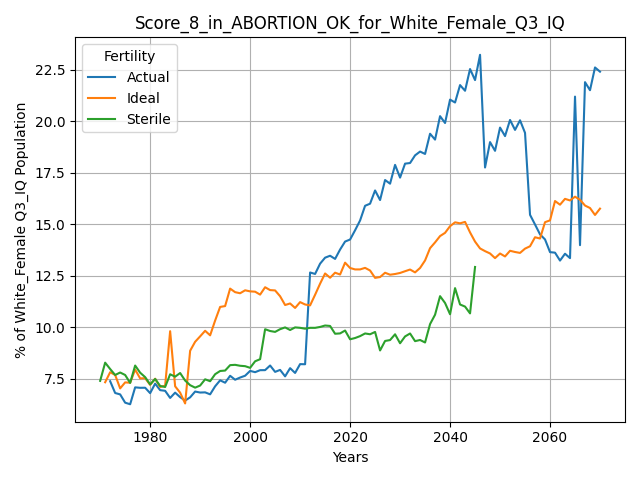 Score_8_in_ABORTION_OK_for_White_Female_Q3_IQ
% of White_Female Q3_IQ Population
22.5
20.0
17.5
15.0
12.5
10.0
7.5
Fertility
Actual
Ideal
Sterile
1980
2000
2020
2040
2060
Years